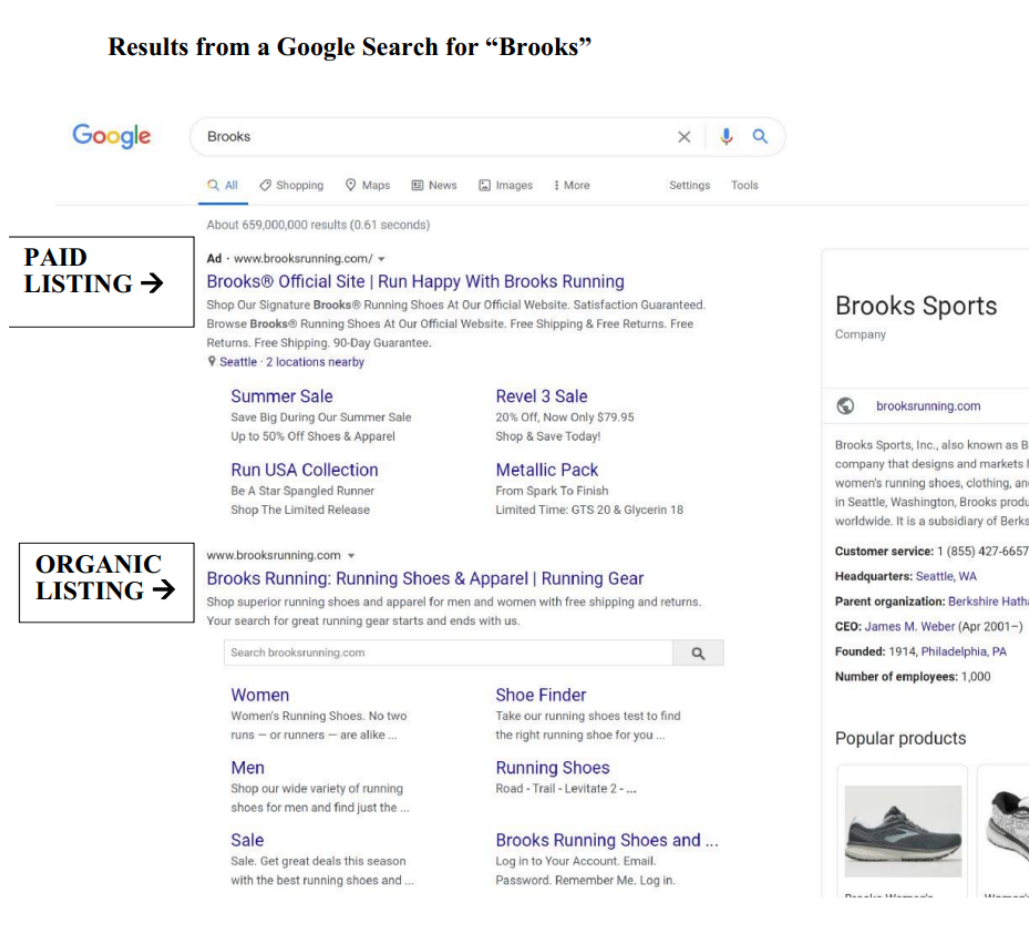 Results from a Google Search for “Brooks”
Google
Brooks
All Shopping Maps News Images More Settings Tools
About 659,000,000 results (0.61 seconds)
PAID
LISTING →
Ad · www.brooksrunning.com/
Brooks® Official Site | Run Happy With Brooks Running
Shop Our Signature Brooks® Running Shoes At Our Official Website. Satisfaction Guaranteed.
Browse Brooks® Running Shoes At Our Official Website. Free Shipping & Free Returns. Free
Returns. Free Shipping. 90-Day Guarantee.
Seattle · 2 locations nearby
Summer Sale
Save Big During Our Summer Sale
Up to 50% Off Shoes & Apparel
Revel 3 Sale
20% Off, Now Only $79.95
Shop & Save Today!
Run USA Collection
Be A Star Spangled Runner
Shop The Limited Release
Metallic Pack
From Spark To Finish
Limited Time: GTS 20 & Glycerin 18
ORGANIC
LISTING →
www.brooksrunning.com
Brooks Running: Running Shoes & Apparel | Running Gear
Shop superior running shoes and apparel for men and women with free shipping and returns.
Your search for great running gear starts and ends with us.
Search brooksrunning.com
Women
Women's Running Shoes. No two
runs — or runners — are alike ...
Shoe Finder
Take our running shoes test to find
the right running shoe for you ...
Men
Shop our wide variety of running
shoes for men and find just the ...
Running Shoes
Road - Trail - Levitate 2 - ...
Sale
Sale. Get great deals this season
with the best running shoes and ...
Brooks Running Shoes and ...
Log in to Your Account. Email.
Password. Remember Me. Log in.
Brooks Sports
Company
brooksrunning.com
Brooks Sports, Inc., also known as B
company that designs and markets
women's running shoes, clothing, an
in Seattle, Washington, Brooks produ
worldwide. It is a subsidiary of Berks
Customer service: 1 (855) 427-6657
Headquarters: Seattle, WA
Parent organization: Berkshire Hath
CEO: James M. Weber (Apr 2001–)
Founded: 1914, Philadelphia, PA
Number of employees: 1,000
Popular products